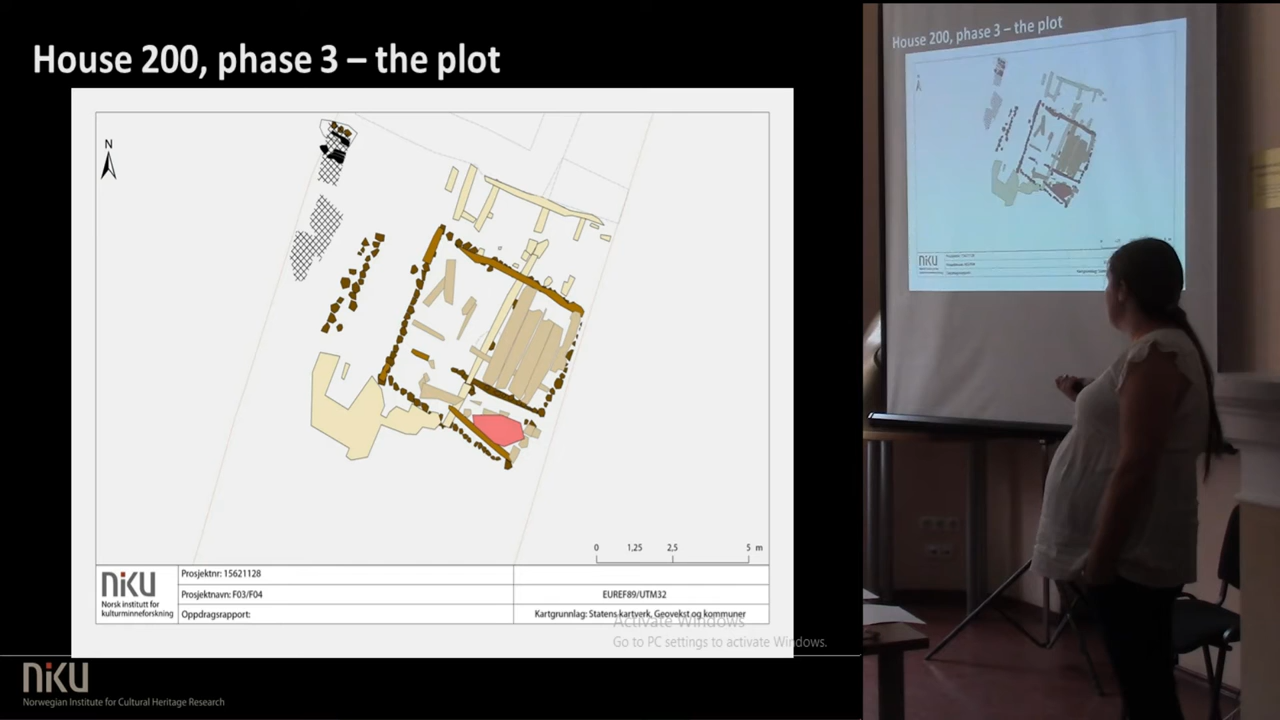 House 200, phase 3 – the plot
N
0 1,25 2,5 5 m
niku
Norsk institutt for
kulturminneforskning
Prosjektnr: 15621128
Prosjektnavn: F03/F04
EUREF89/UTM32
Oppdragsrapport:
Kartgrunnlag: Statens kartverk, Geovekst og kommuner
Activate Windows
Go to PC settings to activate Windows.
niku
Norwegian Institute for Cultural Heritage Research
House 200, phase 3 – the plot
niku